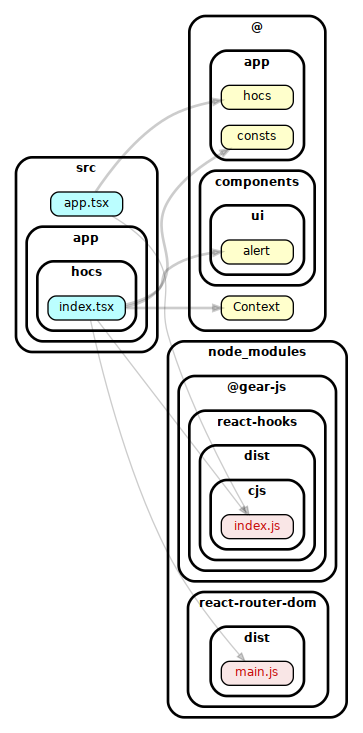 @
app
hocs
consts
components
ui
alert
Context
src
app.tsx
app
hocs
index.tsx
node_modules
@gear-js
react-hooks
dist
cjs
index.js
react-router-dom
dist
main.js